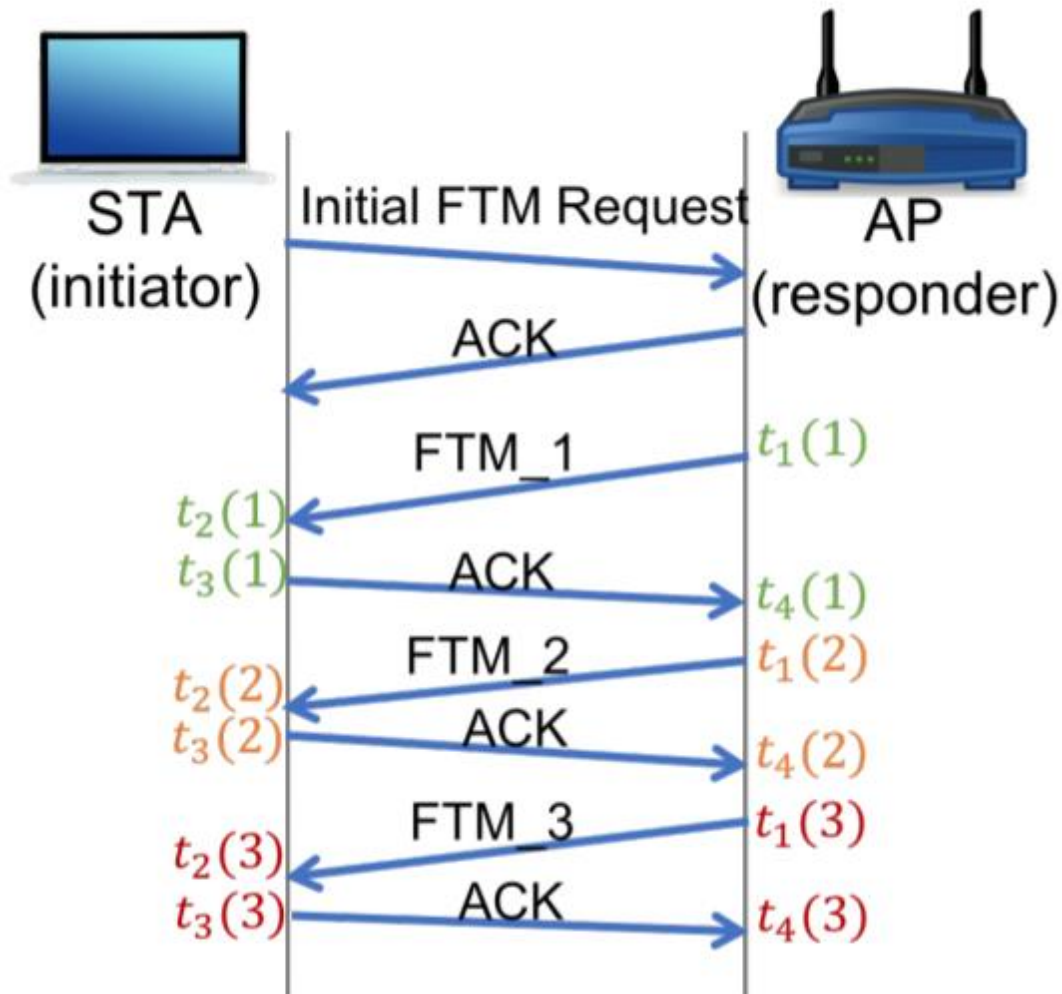 STA
(initiator)
Initial FTM Request
AP
(responder)
ACK
FTM_1
t₁(1)
t₂(1)
t₃(1)
ACK
t₄(1)
FTM_2
t₁(2)
t₂(2)
t₃(2)
ACK
t₄(2)
FTM_3
t₁(3)
t₂(3)
t₃(3)
ACK
t₄(3)